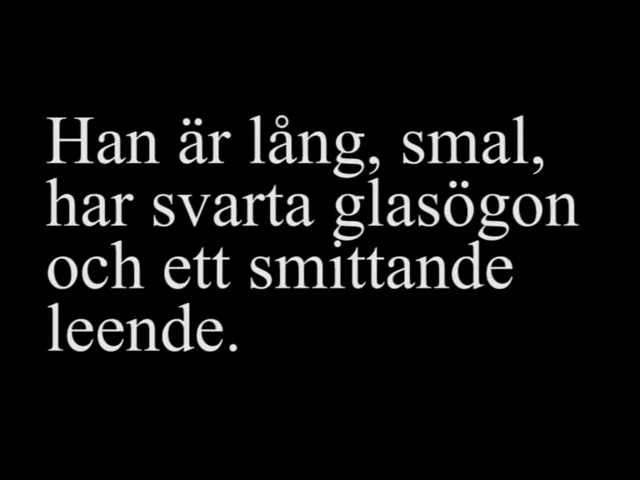 Han är lång, smal,
har svarta glasögon
och ett smittande
leende.